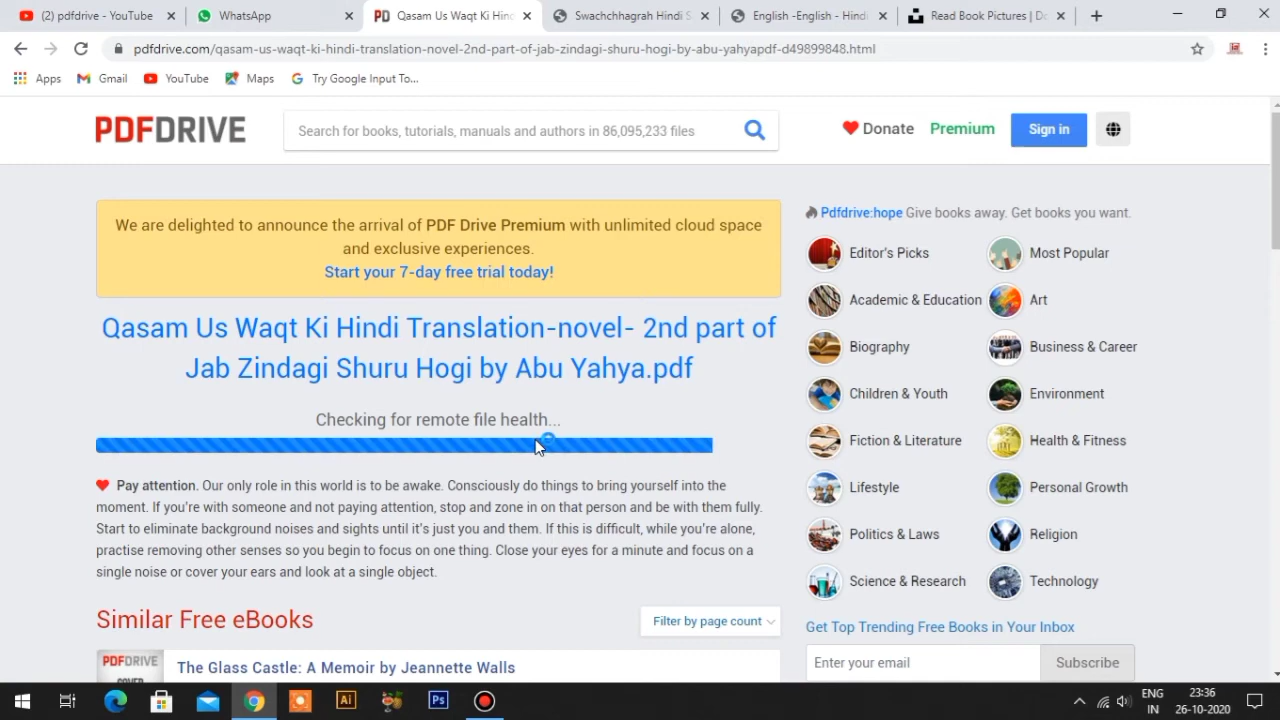 (2) pdfdrive - YouTube
WhatsApp
Qasam Us Waqt Ki Hin
Swachchhagrah Hindi S
English -English - Hindi
Read Book Pictures | Do
pdfdrive.com/qasam-us-waqt-ki-hindi-translation-novel-2nd-part-of-jab-zindagi-shuru-hogi-by-abu-yahyapdf-d49899848.html
Apps
Gmail
YouTube
Maps
Try Google Input To...
PDFDRIVE
Search for books, tutorials, manuals and authors in 86,095,233 files
Donate
Premium
Sign in
We are delighted to announce the arrival of PDF Drive Premium with unlimited cloud space
and exclusive experiences.
Start your 7-day free trial today!
Qasam Us Waqt Ki Hindi Translation-novel- 2nd part of
Jab Zindagi Shuru Hogi by Abu Yahya.pdf
Checking for remote file health...
Pay attention. Our only role in this world is to be awake. Consciously do things to bring yourself into the
moment. If you're with someone and not paying attention, stop and zone in on that person and be with them fully.
Start to eliminate background noises and sights until it's just you and them. If this is difficult, while you're alone,
practise removing other senses so you begin to focus on one thing. Close your eyes for a minute and focus on a
single noise or cover your ears and look at a single object.
Similar Free eBooks
Filter by page count
PDFDRIVE
COVER
The Glass Castle: A Memoir by Jeannette Walls
Pdfdrive:hope Give books away. Get books you want.
Editor's Picks
Most Popular
Academic & Education
Art
Biography
Business & Career
Children & Youth
Environment
Fiction & Literature
Health & Fitness
Lifestyle
Personal Growth
Politics & Laws
Religion
Science & Research
Technology
Get Top Trending Free Books in Your Inbox
Enter your email
Subscribe
Ai
Ps
ENG
IN
23:36
26-10-2020